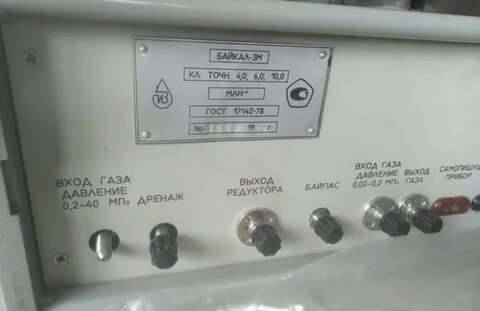 БАЙКАЛ-3М
КЛ. ТОЧН. 4,0; 6,0; 10,0
МЛН⁻¹
ГОСТ 17142-78
№ 19 г.
ВХОД ГАЗА
ДАВЛЕНИЕ
0,2-40 МПа
ДРЕНАЖ
ВЫХОД
РЕДУКТОРА
БАЙПАС
ВХОД ГАЗА
ДАВЛЕНИЕ
0,02-0,2 МПа
ВЫХОД
ГАЗА
САМОПИШУЩ
ПРИБОР